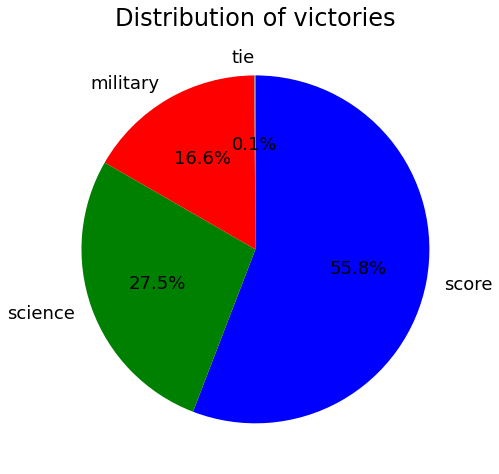 Distribution of victories
tie
military
0.1%
16.6%
55.8%
27.5%
score
science